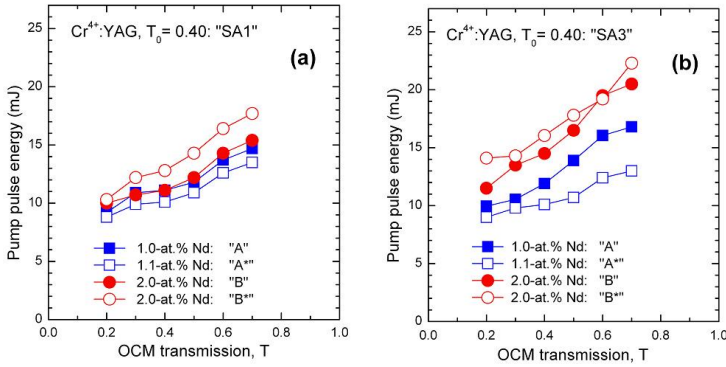 Cr⁴⁺:YAG, T₀= 0.40: "SA1"
(a)
25
20
15
10
5
0
Pump pulse energy (mJ)
1.0-at.% Nd: "A"
1.1-at.% Nd: "A*"
2.0-at.% Nd: "B"
2.0-at.% Nd: "B*"
0.0 0.2 0.4 0.6 0.8 1.0
OCM transmission, T
Cr⁴⁺:YAG, T₀= 0.40: "SA3"
(b)
25
20
15
10
5
0
Pump pulse energy (mJ)
1.0-at.% Nd: "A"
1.1-at.% Nd: "A*"
2.0-at.% Nd: "B"
2.0-at.% Nd: "B*"
0.0 0.2 0.4 0.6 0.8 1.0
OCM transmission, T